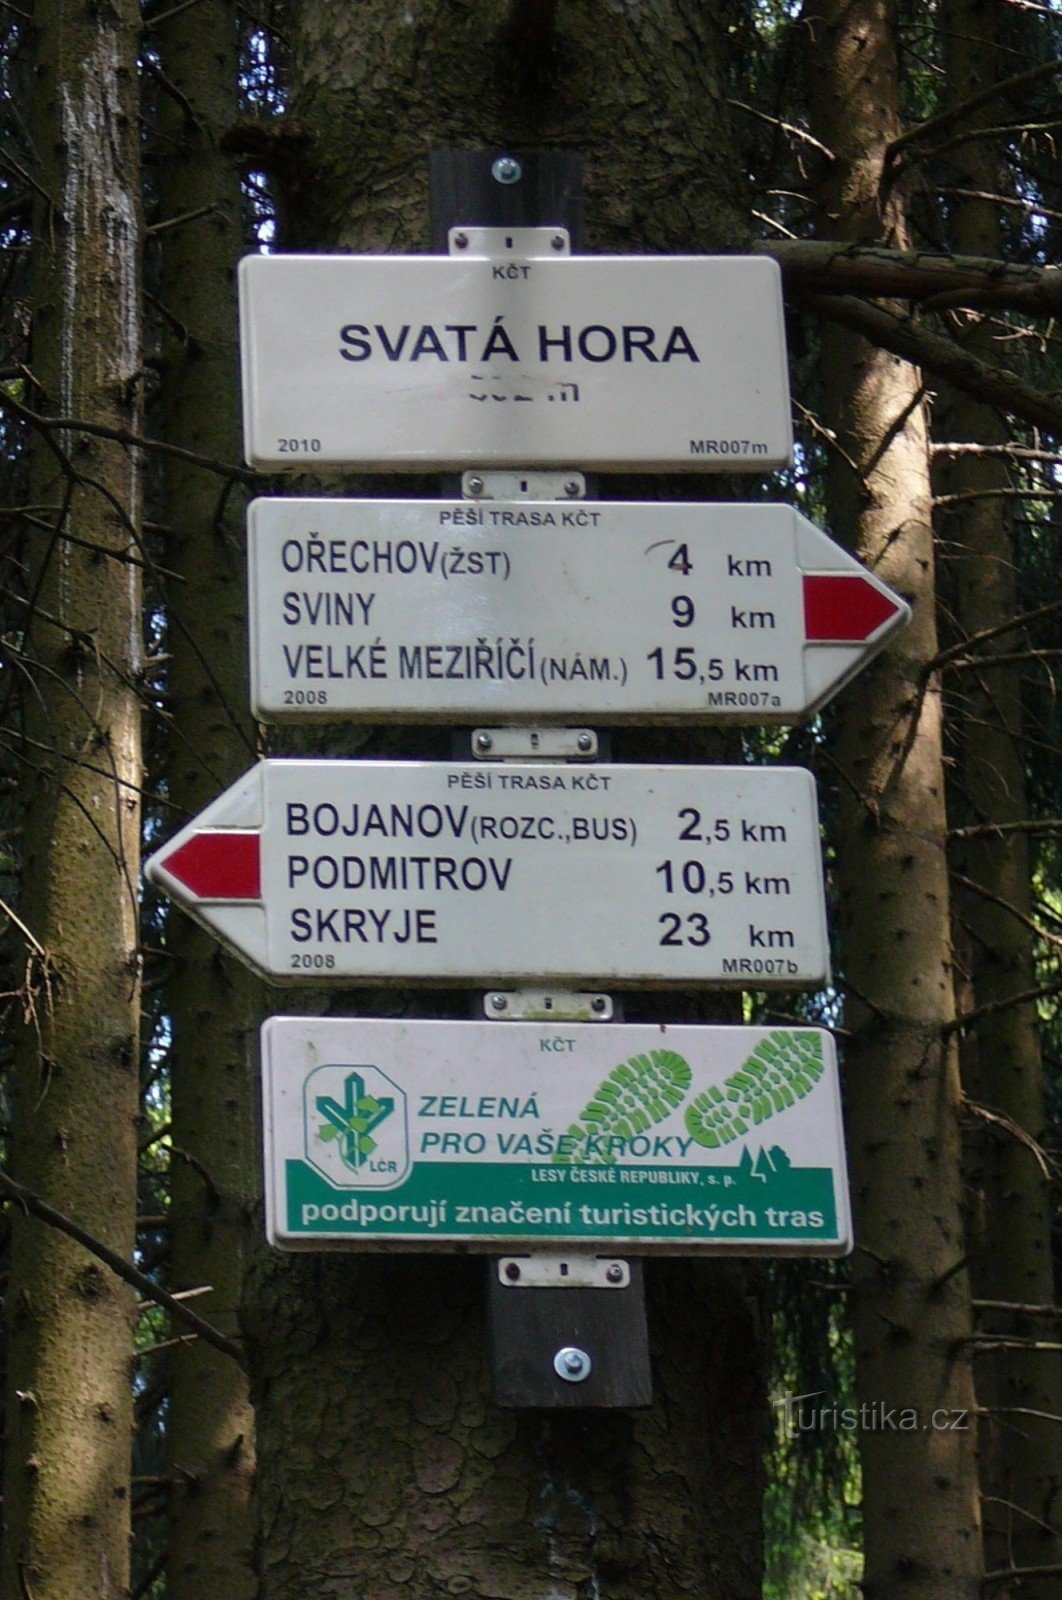 KČT
SVATÁ HORA
m
2010 MR007m
PĚŠÍ TRASA KČT
OŘECHOV(ŽST) 4 km
SVINY 9 km
VELKÉ MEZIŘÍČÍ(NÁM.) 15,5 km
2008 MR007a
PĚŠÍ TRASA KČT
BOJANOV(ROZC.,BUS) 2,5 km
PODMITROV 10,5 km
SKRYJE 23 km
2008 MR007b
KČT
ZELENÁ
PRO VAŠE KROKY
LČR
LESY ČESKÉ REPUBLIKY, s. p.
podporují značení turistických tras
Turistika.cz